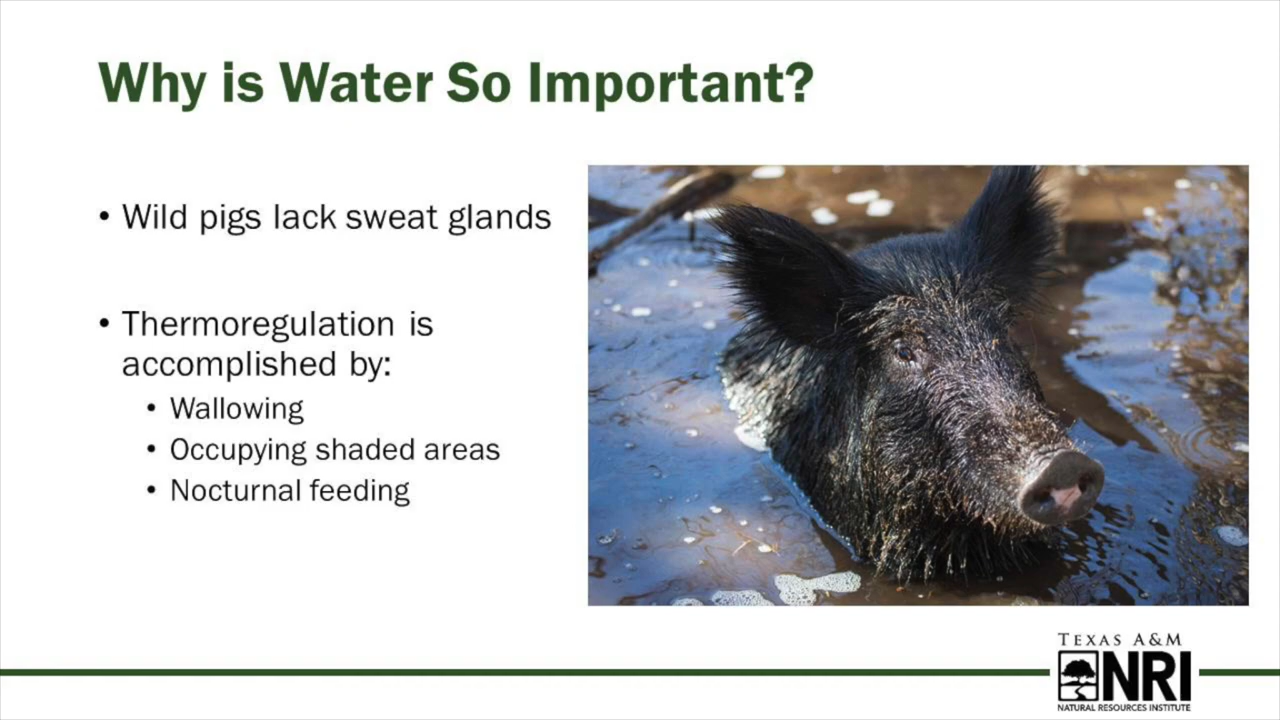 Why is Water So Important?
• Wild pigs lack sweat glands
• Thermoregulation is
accomplished by:
• Wallowing
• Occupying shaded areas
• Nocturnal feeding
TEXAS A&M
NRI
NATURAL RESOURCES INSTITUTE